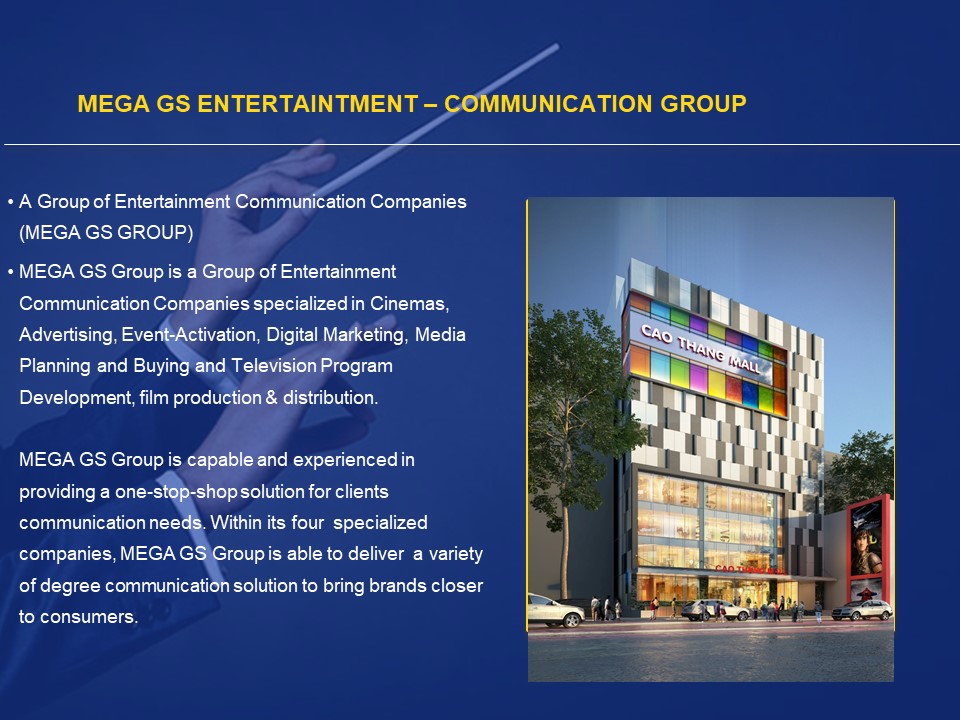 MEGA GS ENTERTAINTMENT – COMMUNICATION GROUP
• A Group of Entertainment Communication Companies
(MEGA GS GROUP)
• MEGA GS Group is a Group of Entertainment
Communication Companies specialized in Cinemas,
Advertising, Event-Activation, Digital Marketing, Media
Planning and Buying and Television Program
Development, film production & distribution.
MEGA GS Group is capable and experienced in
providing a one-stop-shop solution for clients
communication needs. Within its four specialized
companies, MEGA GS Group is able to deliver a variety
of degree communication solution to bring brands closer
to consumers.
CAO THANG MALL